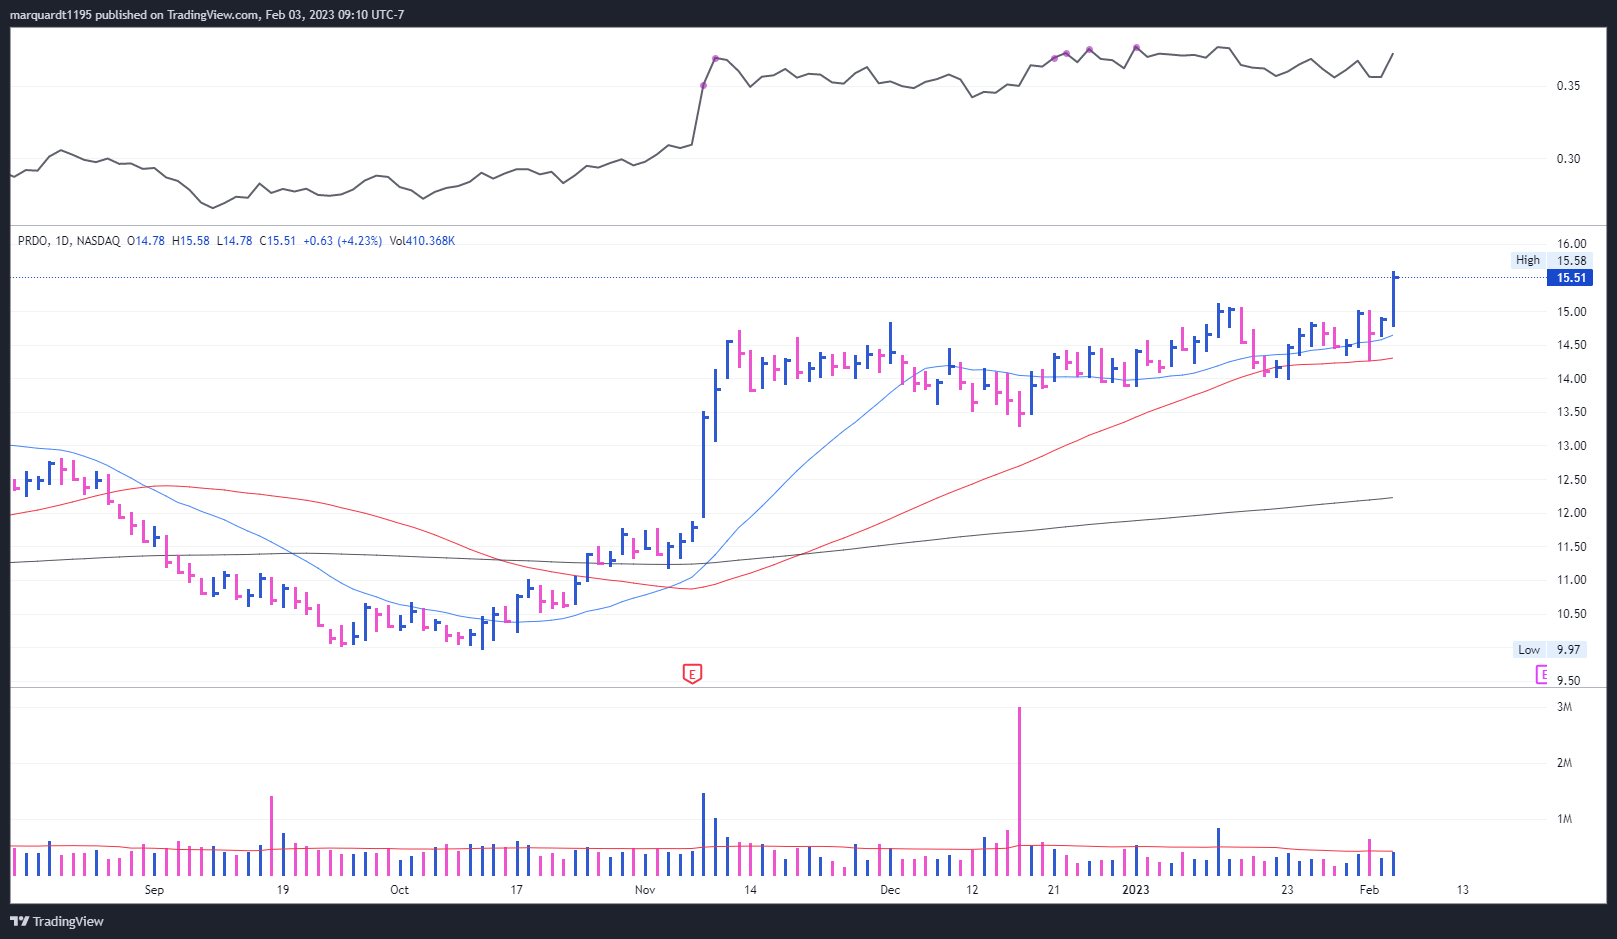 marquardt1195 published on TradingView.com, Feb 03, 2023 09:10 UTC-7
0.35
0.30
PRDO, 1D, NASDAQ O14.78 H15.58 L14.78 C15.51 +0.63 (+4.23%) Vol410.368K
16.00
High 15.58
15.51
15.00
14.50
14.00
13.50
13.00
12.50
12.00
11.50
11.00
10.50
Low 9.97
E
E
9.50
3M
2M
1M
Sep 19 Oct 17 Nov 14 Dec 12 21 2023 23 Feb 13
TradingView